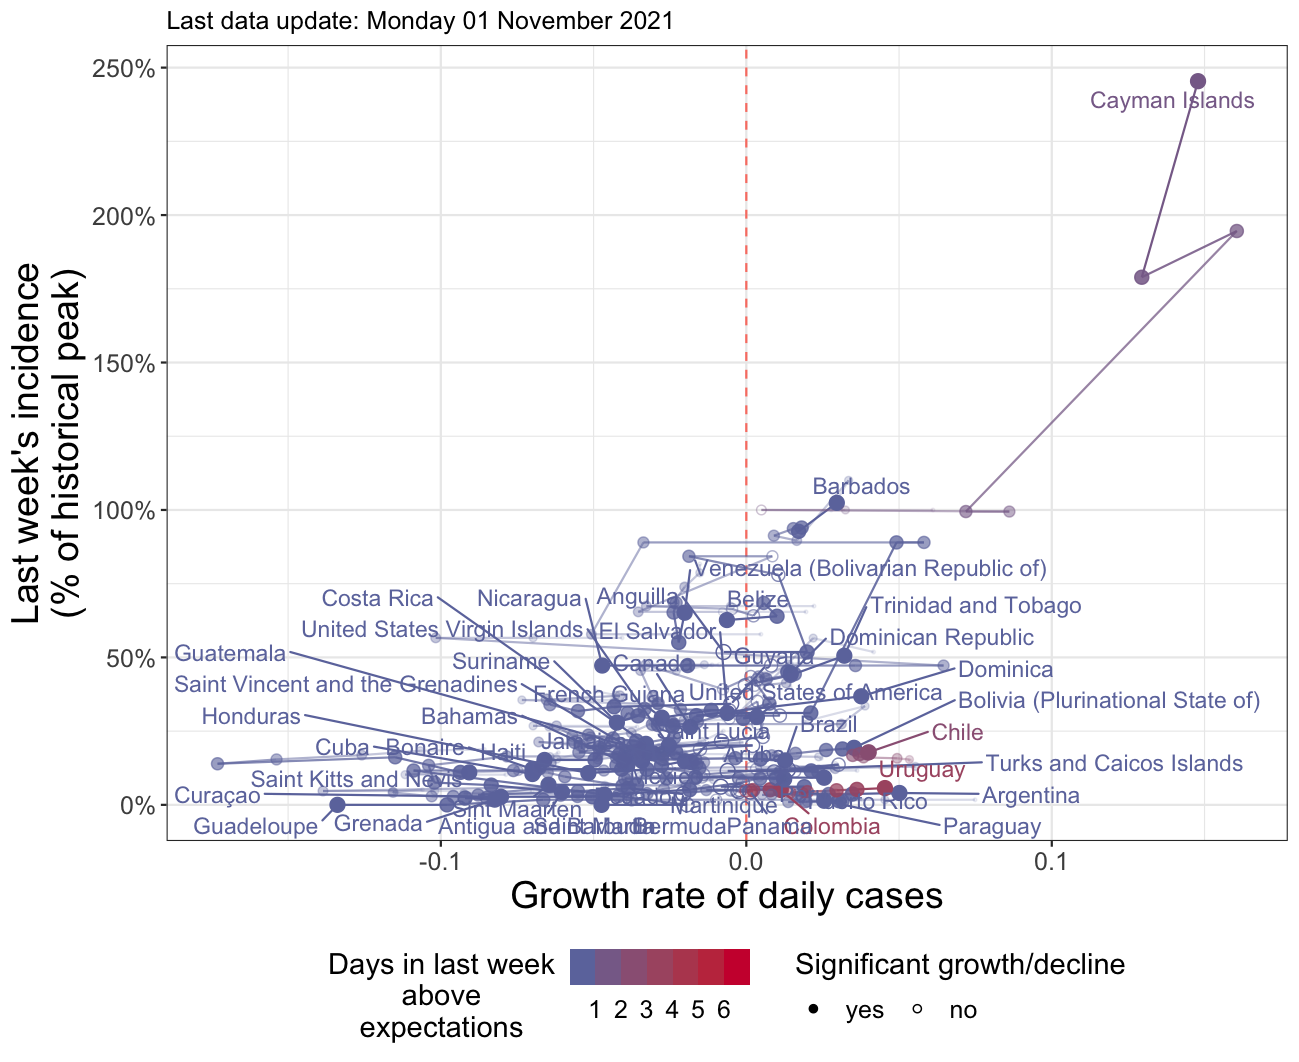 Last data update: Monday 01 November 2021
250%
200%
150%
100%
50%
0%
Last week's incidence
(% of historical peak)
Cayman Islands
Barbados
Venezuela (Bolivarian Republic of)
Costa Rica
Nicaragua
Anguilla
Belize
Trinidad and Tobago
United States Virgin Islands
El Salvador
Dominican Republic
Guatemala
Suriname
Canad
Guyana
Dominica
Saint Vincent and the Grenadines
French Guiana
United States of America
Bolivia (Plurinational State of)
Honduras
Bahamas
Saint Lucia
Brazil
Chile
Cuba
Bonaire
Haiti
Aruba
Saint Kitts and Nevis
Uruguay
Turks and Caicos Islands
Curaçao
Martinique
Argentina
Guadeloupe
Grenada
Sint Maarten
Antigua and Barbuda
Bermuda
Panama
Colombia
Paraguay
-0.1
0.0
0.1
Growth rate of daily cases
Days in last week
above
expectations
1 2 3 4 5 6
Significant growth/decline
yes
no